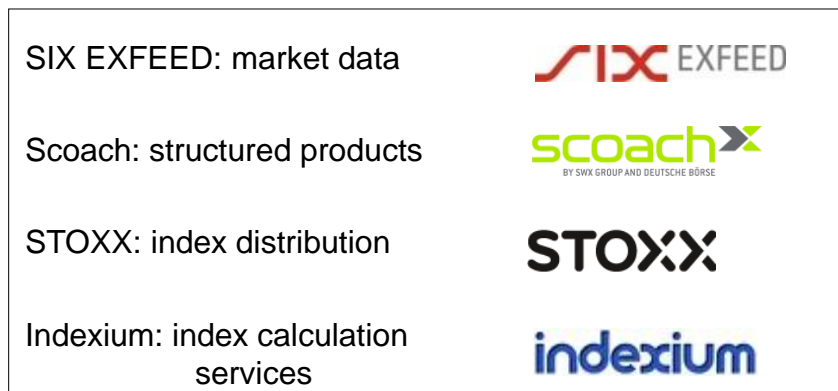 SIX EXFEED: market data
SIX EXFEED
Scoach: structured products
scoach
BY SWX GROUP AND DEUTSCHE BÖRSE
STOXX: index distribution
STOXX
Indexium: index calculation
services
indexium